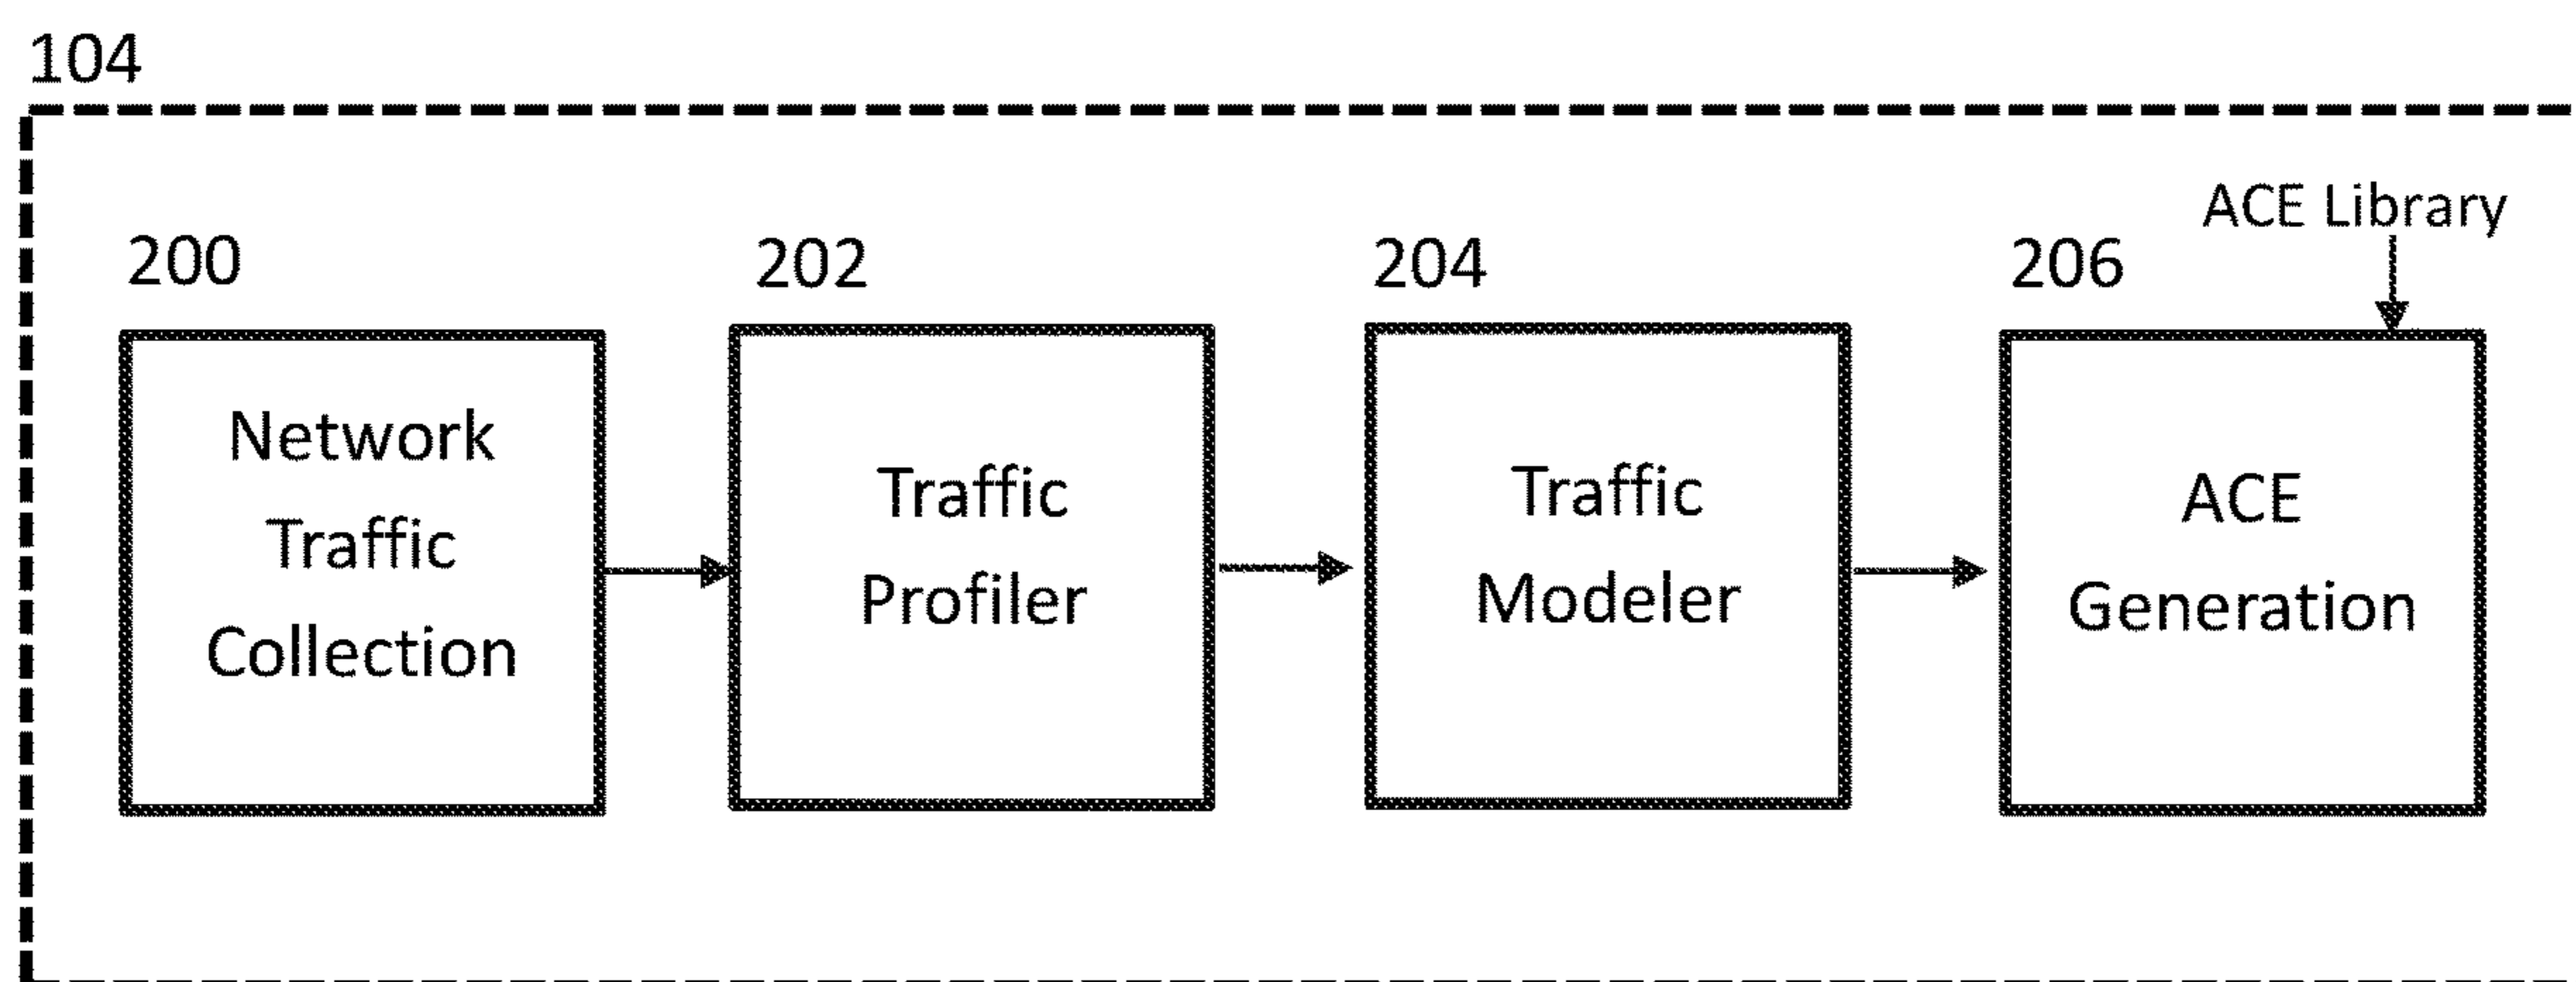 104
ACE Library
200
202
204
206
Network
Traffic
Collection
Traffic
Profiler
Traffic
Modeler
ACE
Generation